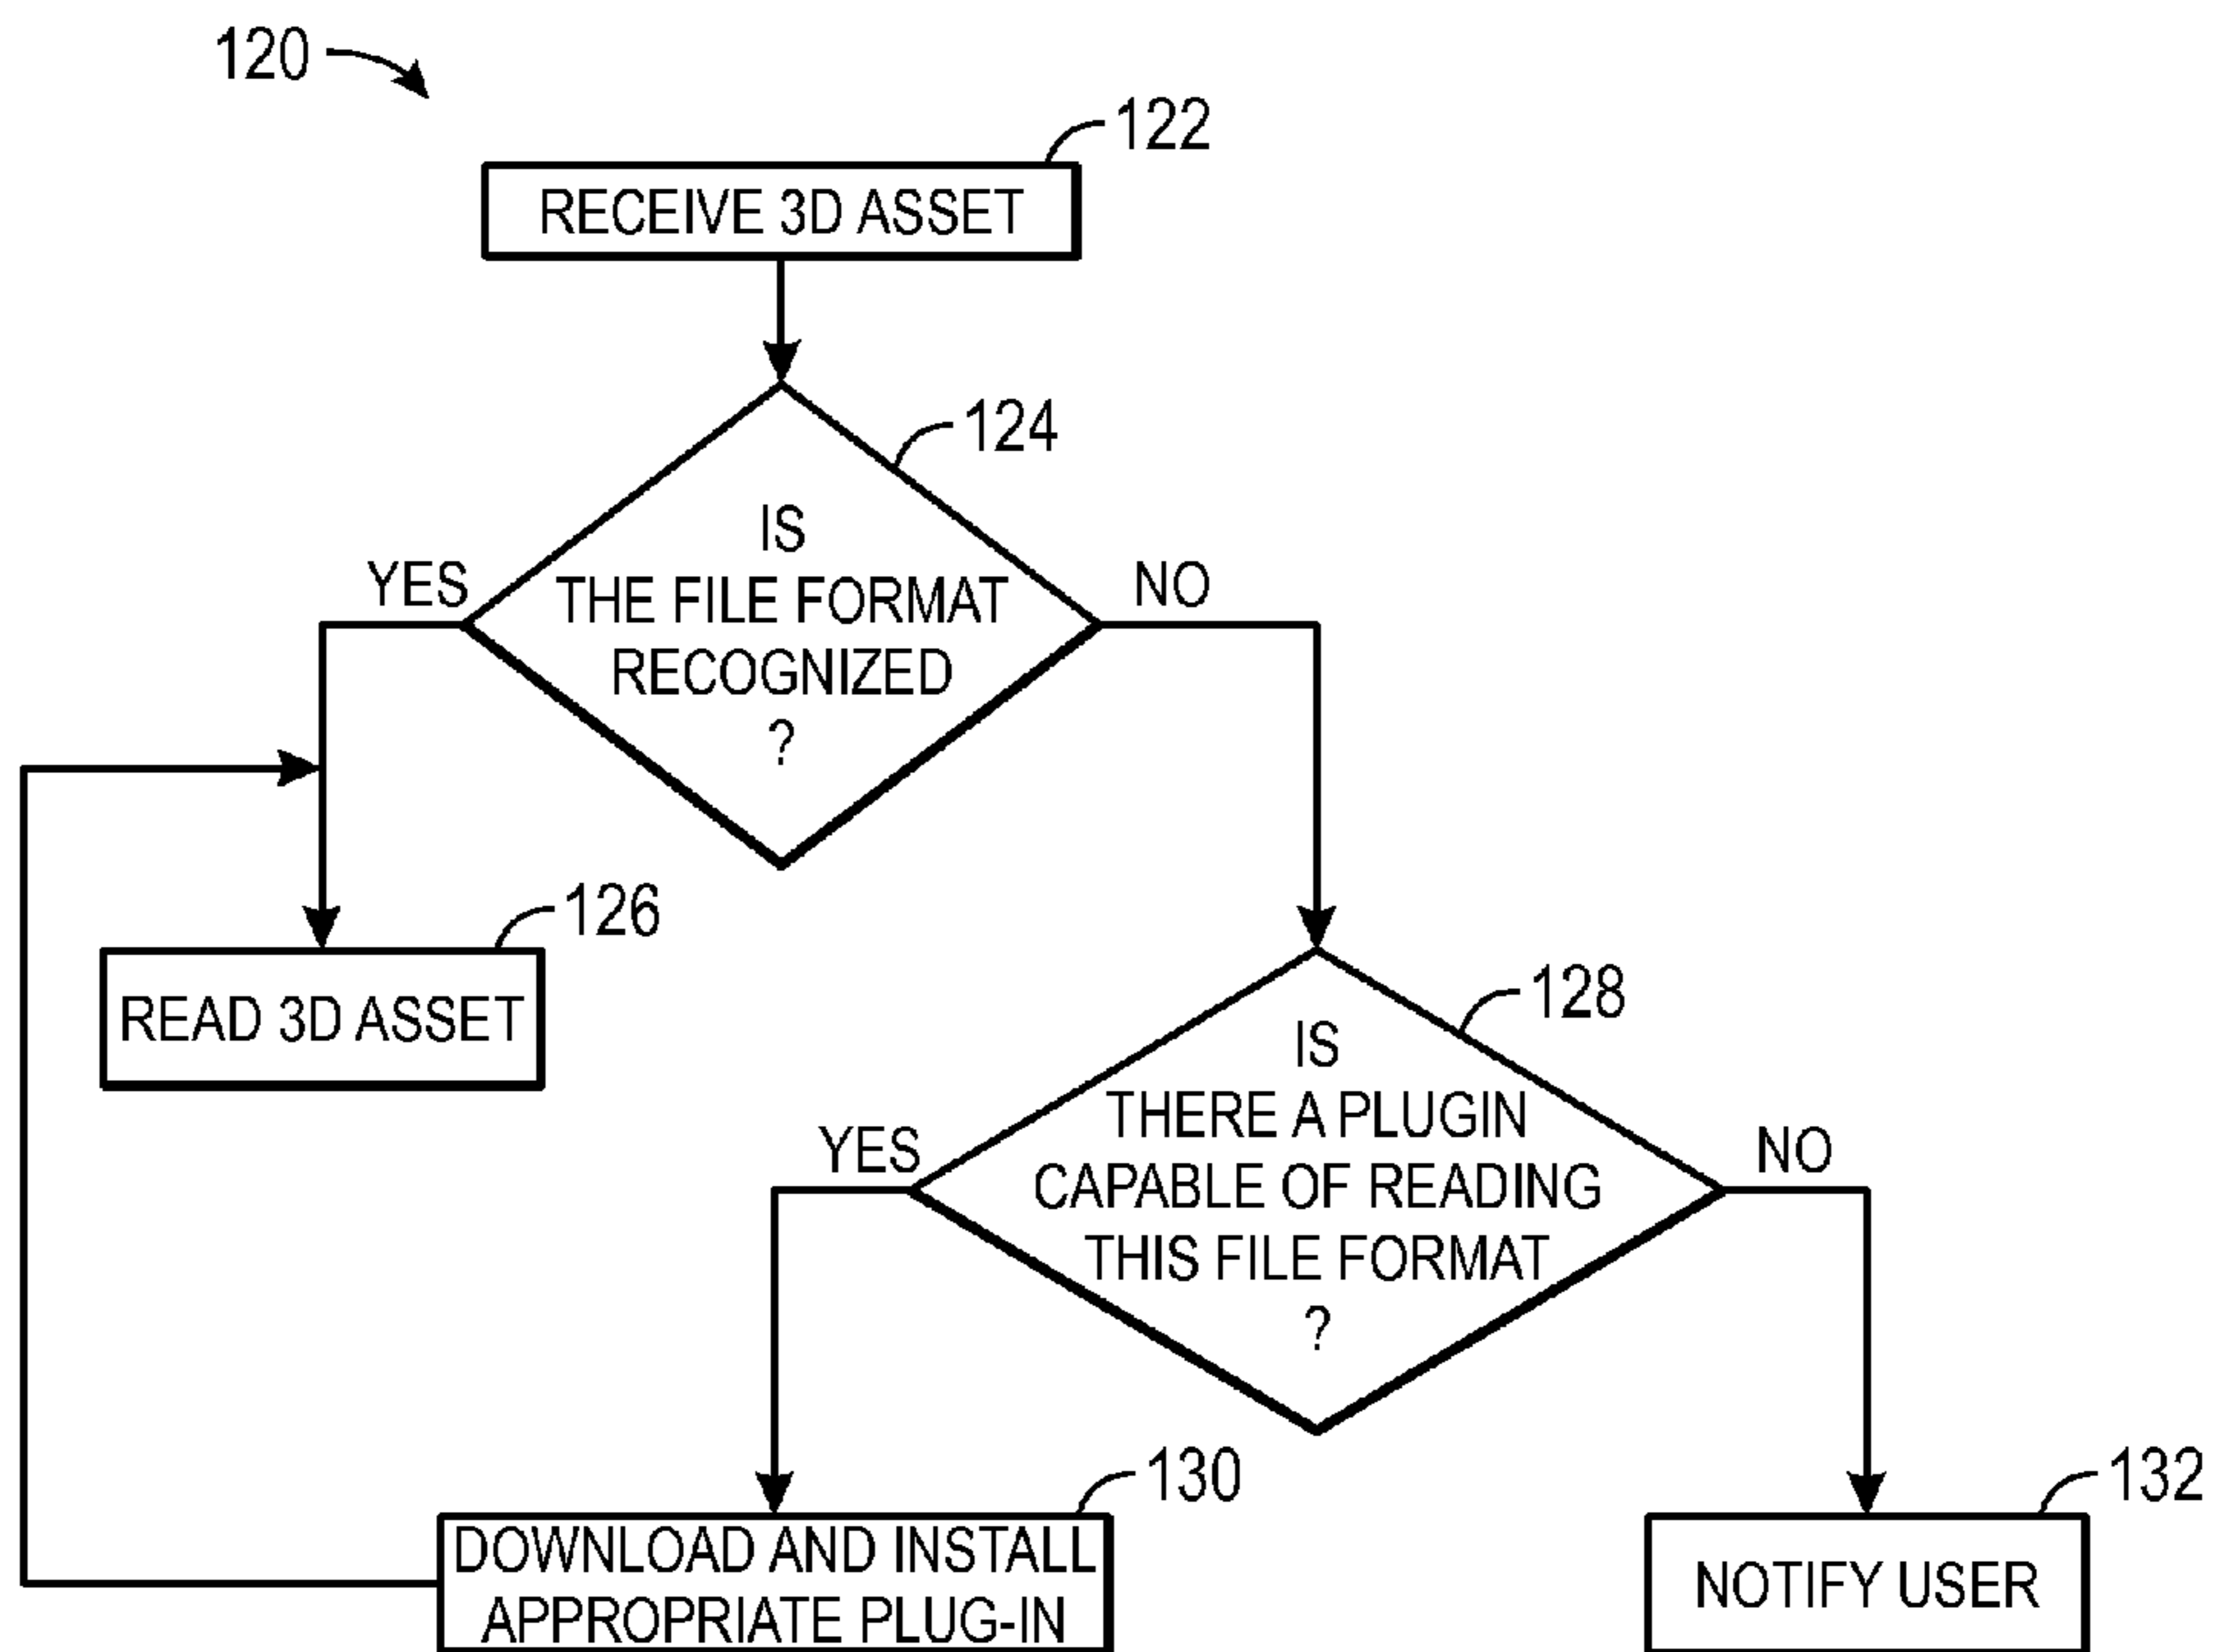 120
122
RECEIVE 3D ASSET
124
IS
THE FILE FORMAT
RECOGNIZED
?
YES
NO
126
READ 3D ASSET
128
IS
THERE A PLUGIN
CAPABLE OF READING
THIS FILE FORMAT
?
YES
NO
130
DOWNLOAD AND INSTALL
APPROPRIATE PLUG-IN
132
NOTIFY USER